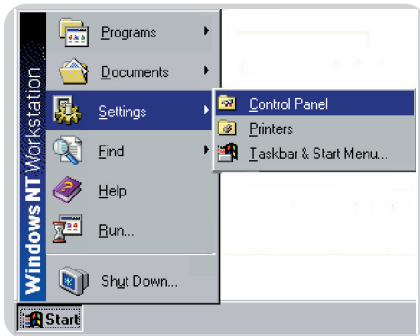 Programs
Documents
Settings
Find
Help
Run...
Shut Down...
Windows NT Workstation
Control Panel
Printers
Taskbar & Start Menu...
Start